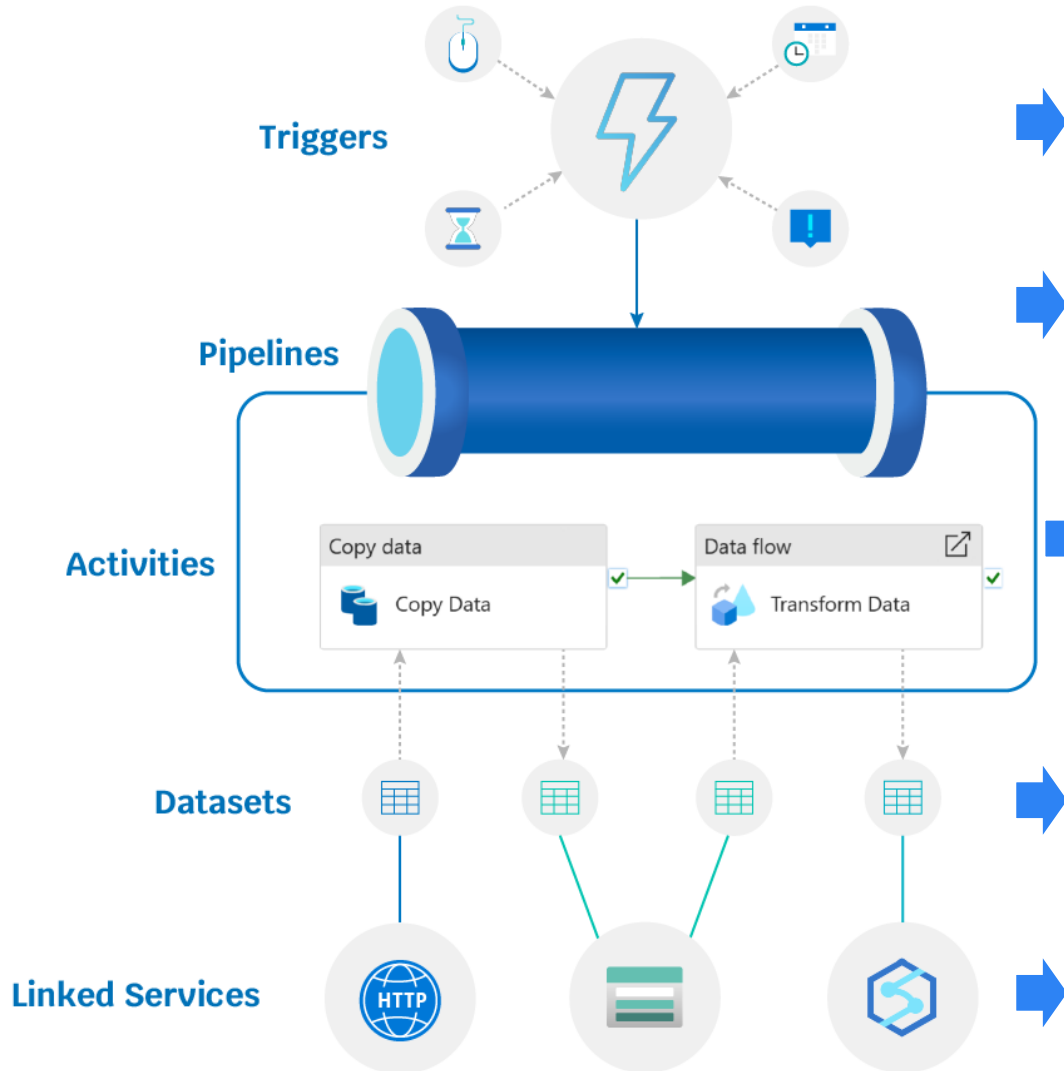 Triggers
Pipelines
Activities
Copy data
Copy Data
Data flow
Transform Data
Datasets
Linked Services
HTTP